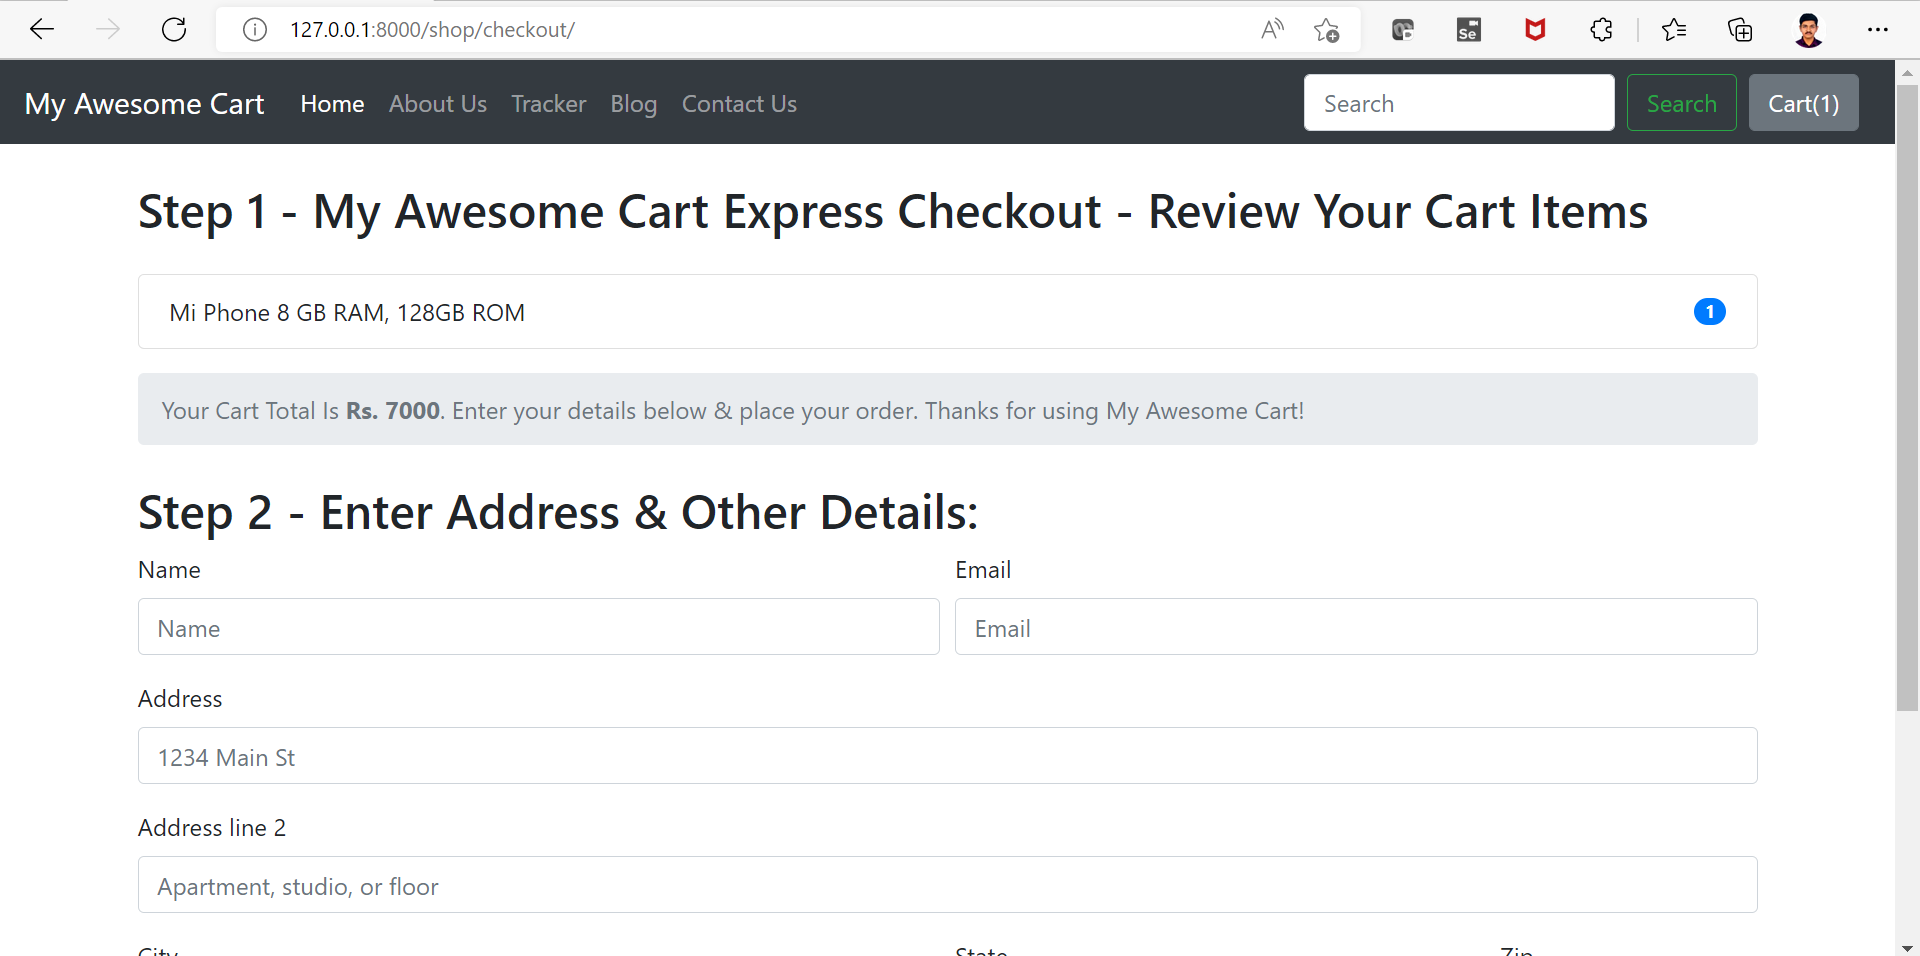 127.0.0.1:8000/shop/checkout/
Se
My Awesome Cart Home About Us Tracker Blog Contact Us Search Search Cart(1)
Step 1 - My Awesome Cart Express Checkout - Review Your Cart Items
Mi Phone 8 GB RAM, 128GB ROM 1
Your Cart Total Is Rs. 7000. Enter your details below & place your order. Thanks for using My Awesome Cart!
Step 2 - Enter Address & Other Details:
Name Email
Name Email
Address
1234 Main St
Address line 2
Apartment, studio, or floor
City State Zip